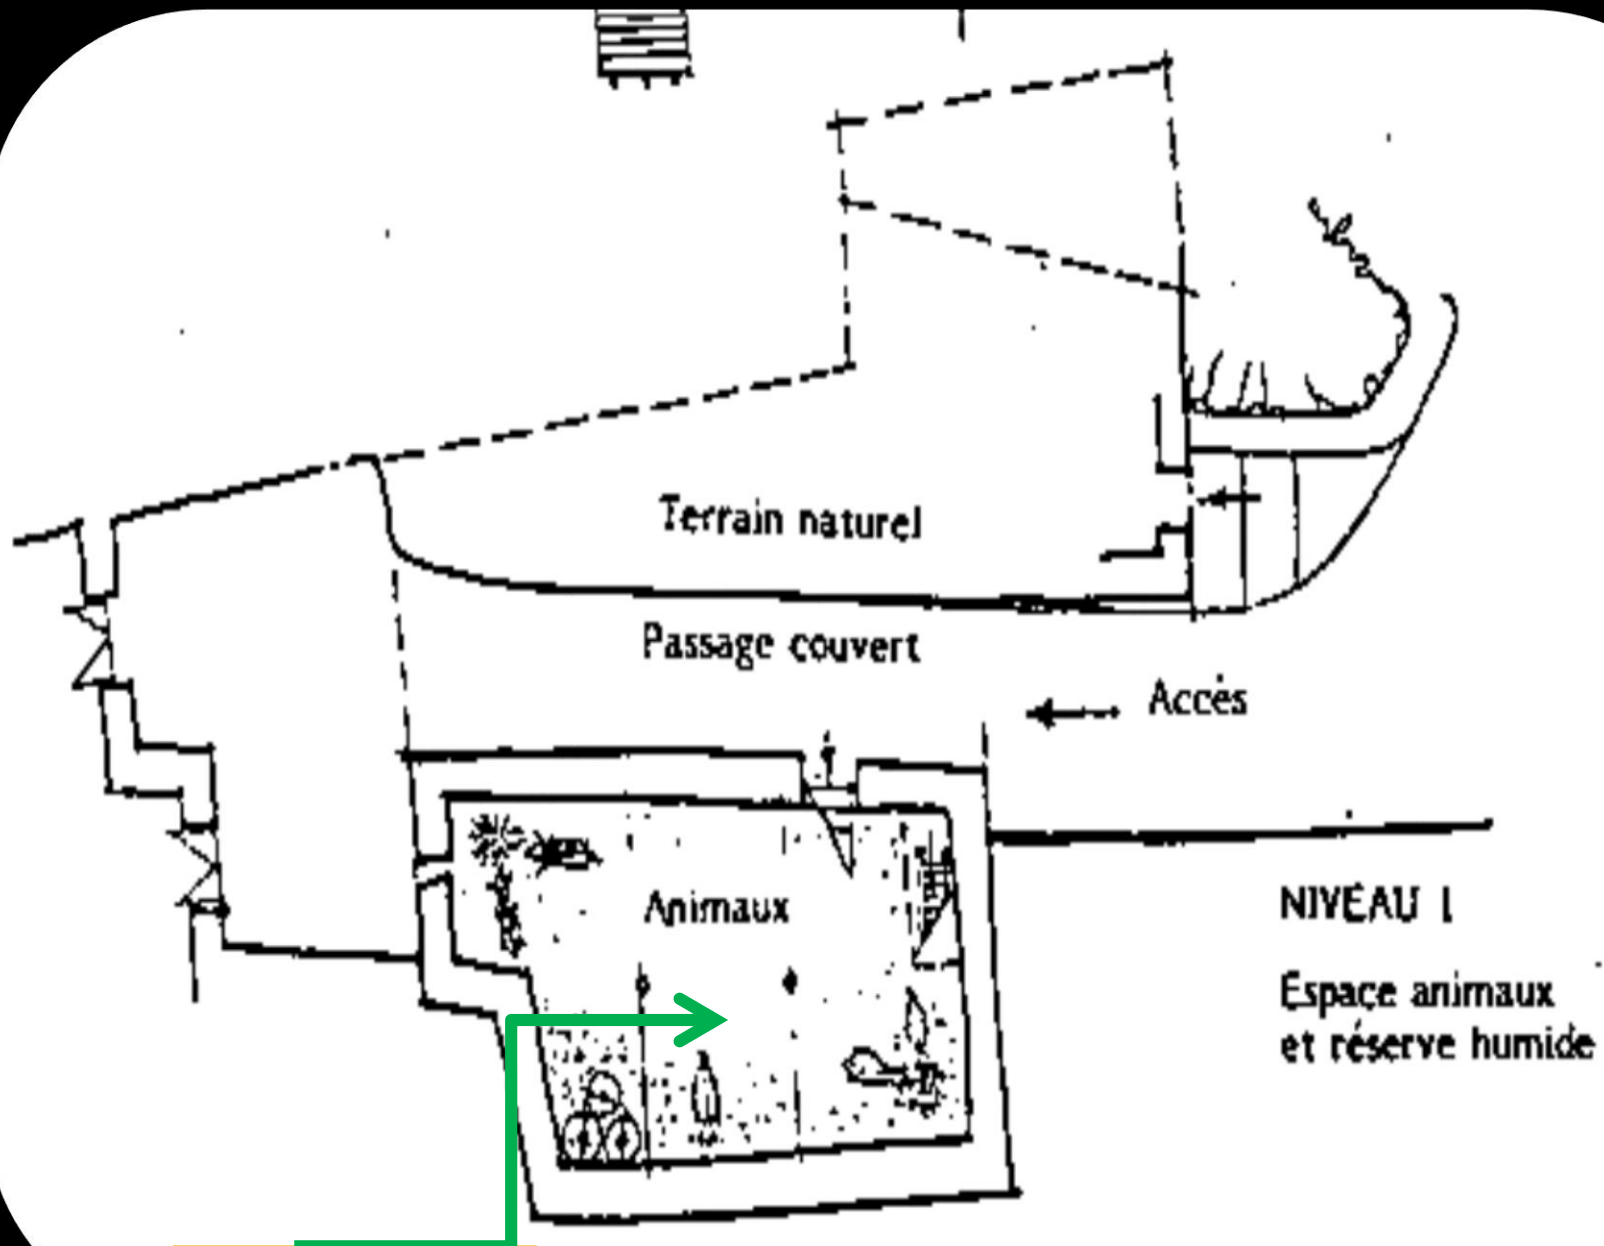 Terrain naturel
Passage couvert
Accès
Animaux
NIVEAU I
Espace animaux
et réserve humide